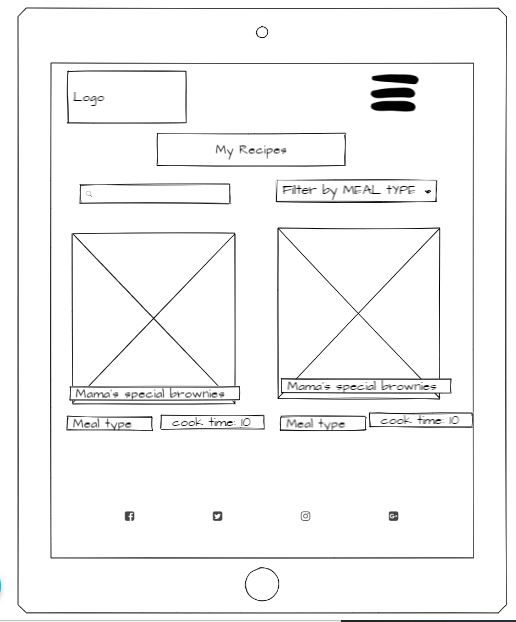 Logo
My Recipes
Filter by MEAL TYPE
Mama's special brownies
Mama's special brownies
Meal type
cook time: 10
Meal type
cook time: 10